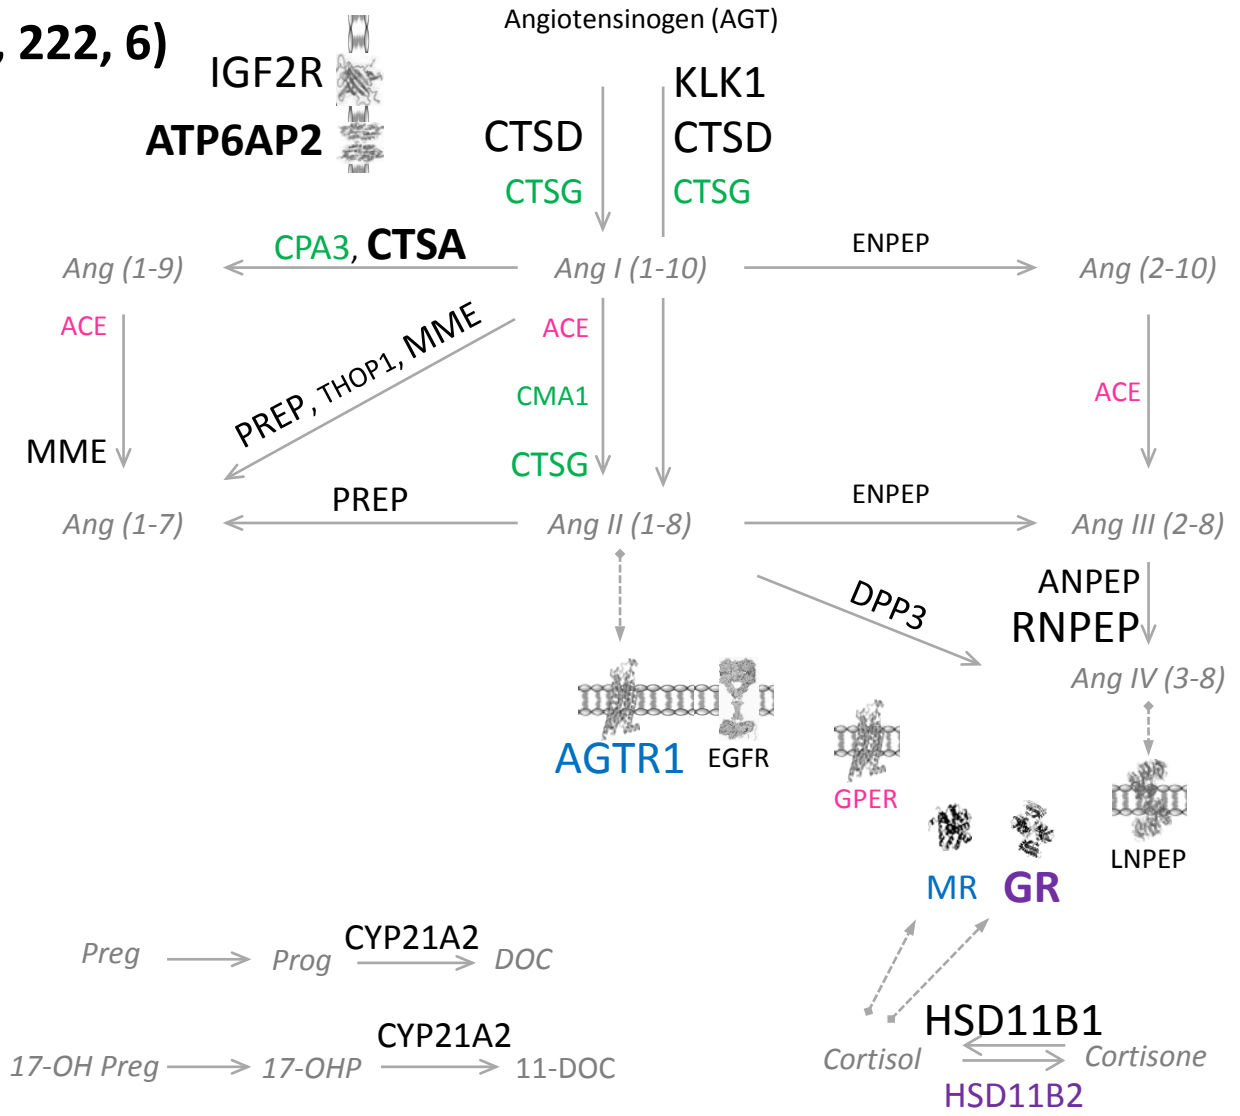 Angiotensinogen (AGT)
, 222, 6)
IGF2R
ATP6AP2
KLK1
CTSD
CTSD
CTSG
CTSG
CPA3, CTSA
ENPEP
Ang (1-9)
Ang I (1-10)
Ang (2-10)
ACE
PREP, THOP1, MME
ACE
CMA1
ACE
MME
CTSG
PREP
ENPEP
Ang (1-7)
Ang II (1-8)
Ang III (2-8)
DPP3
ANPEP
RNPEP
Ang IV (3-8)
AGTR1
EGFR
GPER
LNPEP
MR
GR
Preg
Prog
CYP21A2
DOC
17-OH Preg
17-OHP
CYP21A2
11-DOC
HSD11B1
Cortisol
Cortisone
HSD11B2